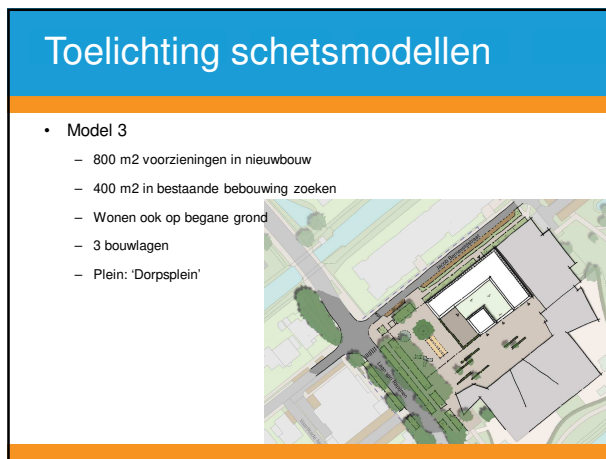 Toelichting schetsmodellen
• Model 3
– 800 m2 voorzieningen in nieuwbouw
– 400 m2 in bestaande bebouwing zoeken
– Wonen ook op begane grond
– 3 bouwlagen
– Plein: ‘Dorpsplein’